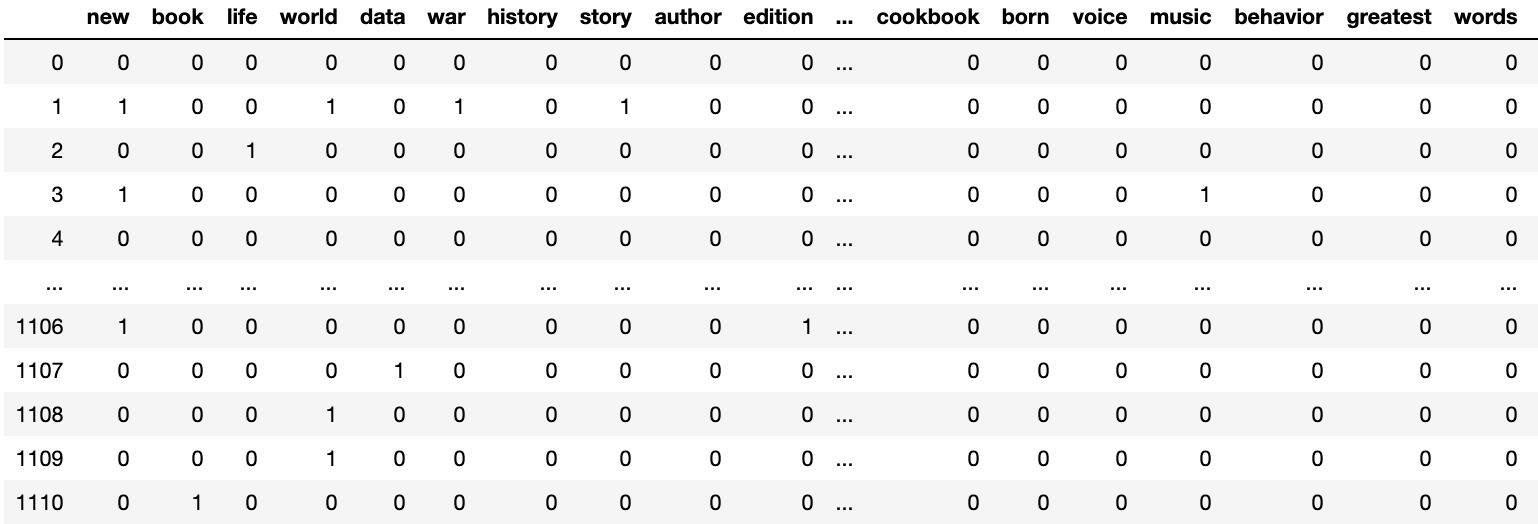 new book life world data war history story author edition ... cookbook born voice music behavior greatest words
0 0 0 0 0 0 0 0 0 0 0 ... 0 0 0 0 0 0 0
1 1 0 0 1 0 1 0 1 0 0 ... 0 0 0 0 0 0 0
2 0 0 1 0 0 0 0 0 0 0 ... 0 0 0 0 0 0 0
3 1 0 0 0 0 0 0 0 0 0 ... 0 0 0 1 0 0 0
4 0 0 0 0 0 0 0 0 0 0 ... 0 0 0 0 0 0 0
... ... ... ... ... ... ... ... ... ... ... ... ... ... ... ... ... ... ...
1106 1 0 0 0 0 0 0 0 0 1 ... 0 0 0 0 0 0 0
1107 0 0 0 0 1 0 0 0 0 0 ... 0 0 0 0 0 0 0
1108 0 0 0 1 0 0 0 0 0 0 ... 0 0 0 0 0 0 0
1109 0 0 0 1 0 0 0 0 0 0 ... 0 0 0 0 0 0 0
1110 0 1 0 0 0 0 0 0 0 0 ... 0 0 0 0 0 0 0